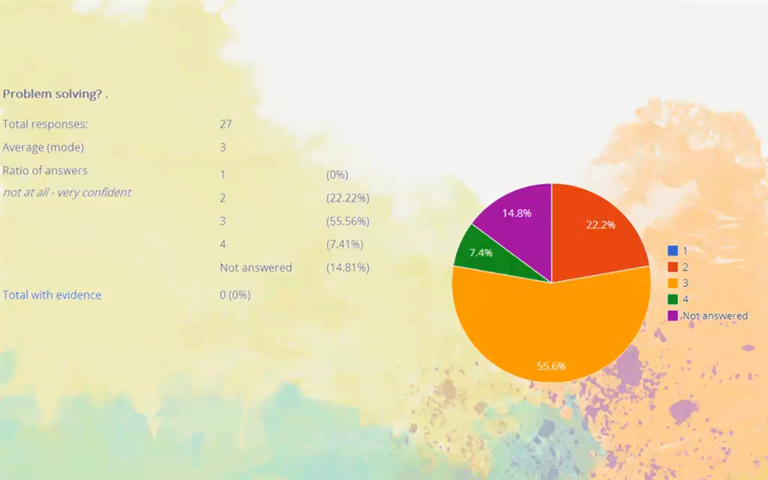 Problem solving? .
Total responses: 27
Average (mode) 3
Ratio of answers 1 (0%)
not at all - very confident 2 (22.22%)
3 (55.56%)
4 (7.41%)
Not answered (14.81%)
Total with evidence 0 (0%)
14.8%
22.2%
7.4%
55.6%
1
2
3
4
Not answered